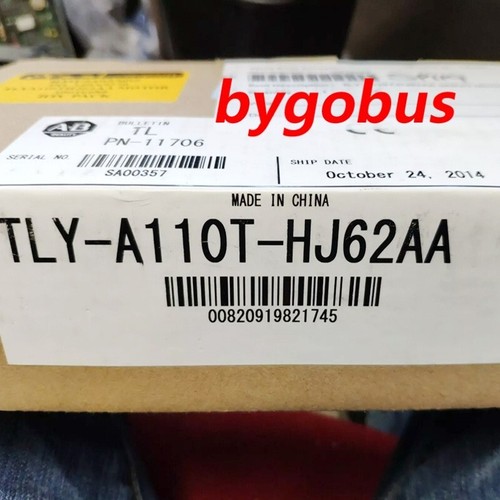 bygobus
AB
BULLETIN
TL
PN-11706
SERIAL NO.
SA00357
SHIP DATE
October 24, 2014
MADE IN CHINA
TLY-A110T-HJ62AA
00820919821745